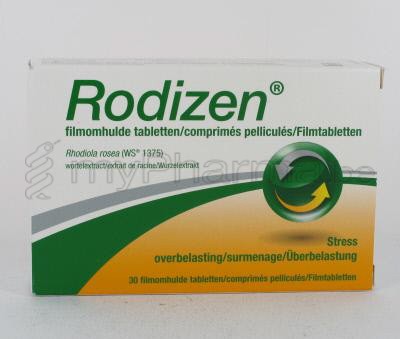 Rodizen®
filmomhulde tabletten/comprimés pelliculés/Filmtabletten
Rhodiola rosea (WS® 1375)
wortelextract/extrait de racine/Wurzelextrakt
Stress
overbelasting/surmenage/Überbelastung
30 filmomhulde tabletten/comprimés pelliculés/Filmtabletten